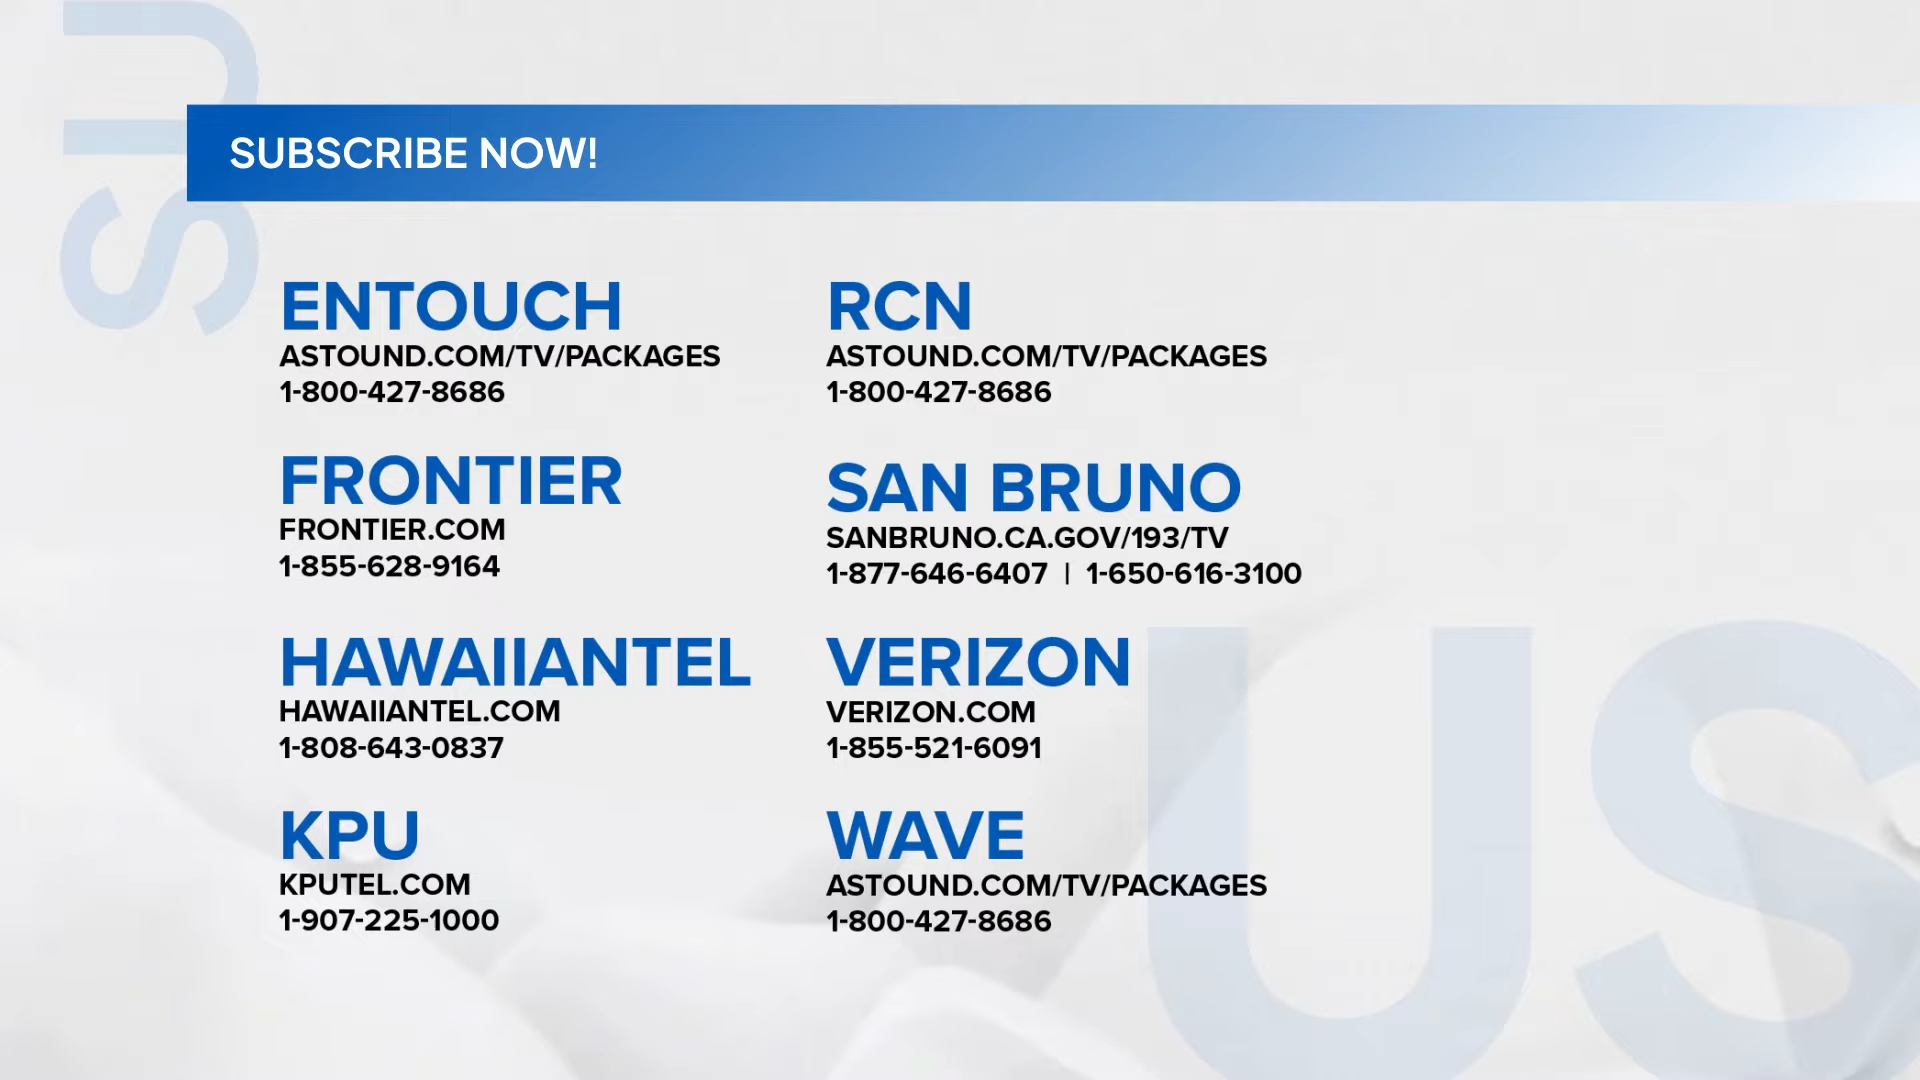 SUBSCRIBE NOW!
ENTOUCH
ASTOUND.COM/TV/PACKAGES
1-800-427-8686
FRONTIER
FRONTIER.COM
1-855-628-9164
HAWAIIANTEL
HAWAIIANTEL.COM
1-808-643-0837
KPU
KPUTEL.COM
1-907-225-1000
RCN
ASTOUND.COM/TV/PACKAGES
1-800-427-8686
SAN BRUNO
SANBRUNO.CA.GOV/193/TV
1-877-646-6407 | 1-650-616-3100
VERIZON
VERIZON.COM
1-855-521-6091
WAVE
ASTOUND.COM/TV/PACKAGES
1-800-427-8686
US